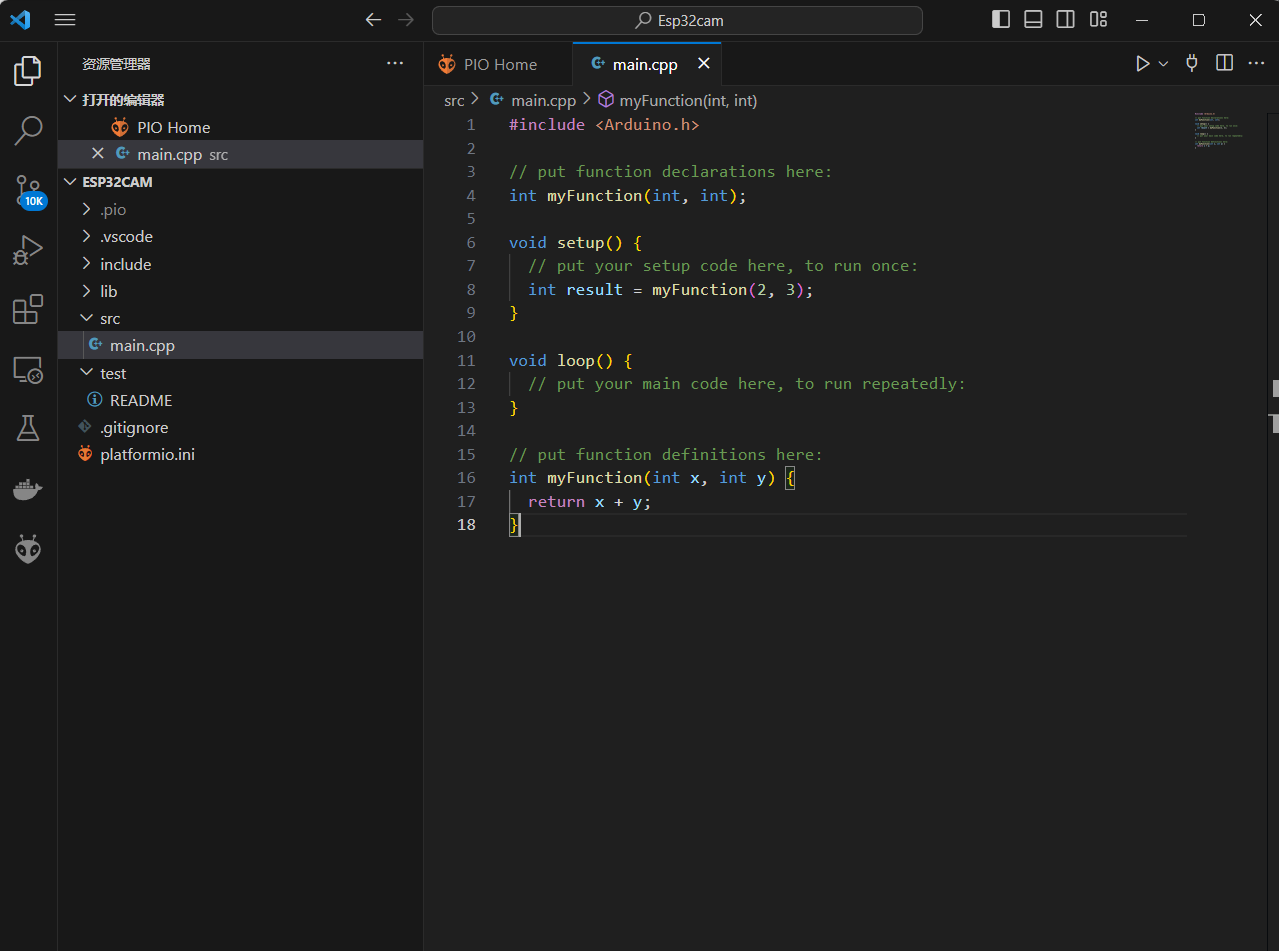 Esp32cam
资源管理器
打开的编辑器
PIO Home
main.cpp src
ESP32CAM
.pio
.vscode
include
lib
src
main.cpp
test
README
.gitignore
platformio.ini
10K
PIO Home
main.cpp
src > main.cpp > myFunction(int, int)
1 #include <Arduino.h>
2
3 // put function declarations here:
4 int myFunction(int, int);
5
6 void setup() {
7 // put your setup code here, to run once:
8 int result = myFunction(2, 3);
9 }
10
11 void loop() {
12 // put your main code here, to run repeatedly:
13 }
14
15 // put function definitions here:
16 int myFunction(int x, int y) {
17 return x + y;
18 }